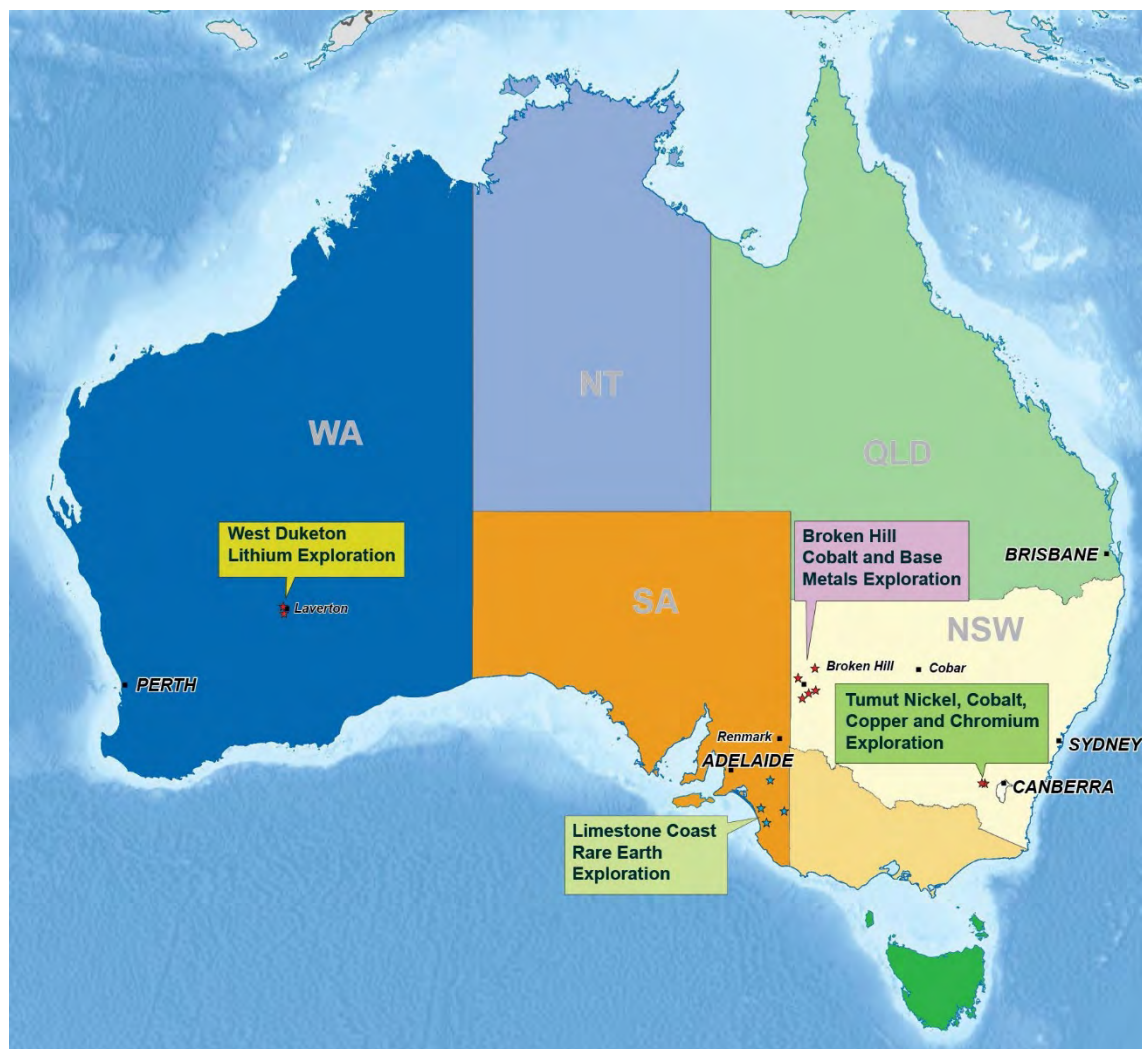 NT
WA
QLD
West Duketon
Lithium Exploration
Broken Hill
Cobalt and Base
Metals Exploration
BRISBANE
Laverton
SA
NSW
Broken Hill
Cobar
PERTH
Tumut Nickel, Cobalt,
Copper and Chromium
Exploration
Renmark
SYDNEY
ADELAIDE
CANBERRA
Limestone Coast
Rare Earth
Exploration